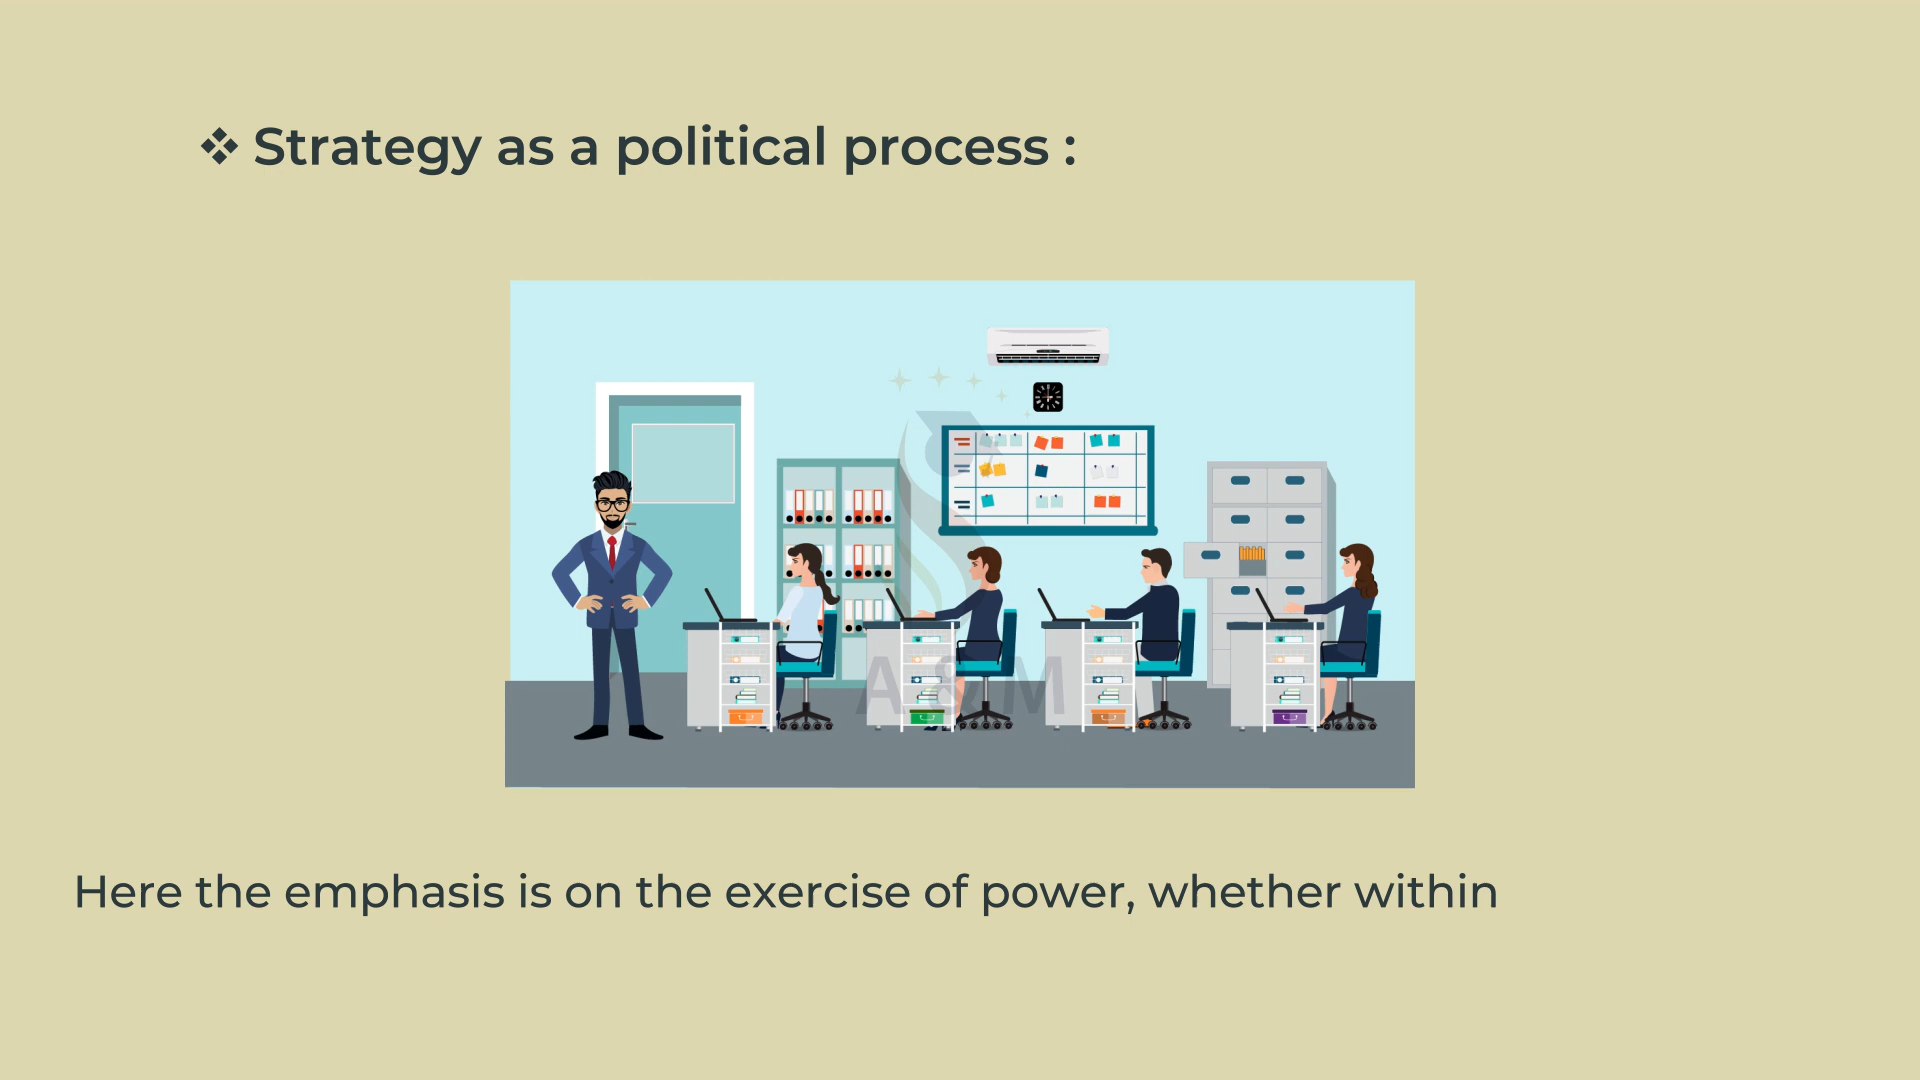 ❖ Strategy as a political process :
A & M
Here the emphasis is on the exercise of power, whether within